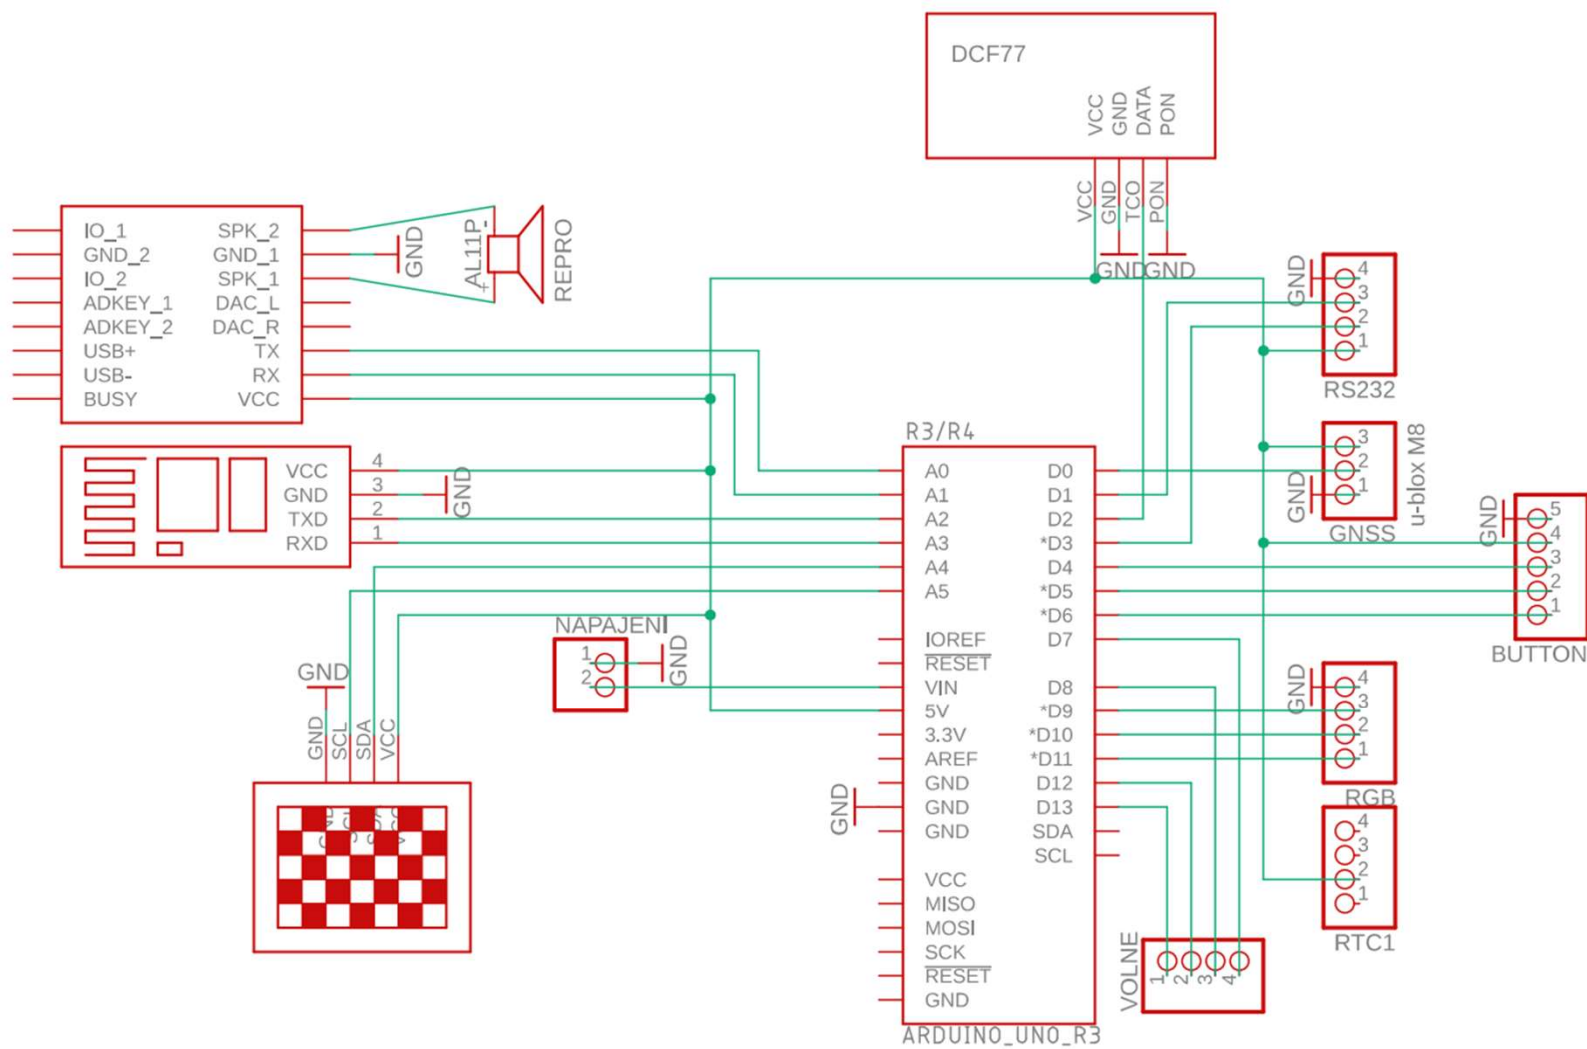 DCF77
VCC
GND
DATA
PON
VCC
GND
TCO
PON
GND
GND
IO_1
GND_2
IO_2
ADKEY_1
ADKEY_2
USB+
USB-
BUSY
SPK_2
GND_1
SPK_1
DAC_L
DAC_R
TX
RX
VCC
GND
AL11P
-
+
REPRO
VCC
GND
TXD
RXD
4
3
2
1
GND
NAPAJENI
1
2
GND
GND
GND
SCL
SDA
VCC
GND
SCL
SDA
VCC
R3/R4
A0
A1
A2
A3
A4
A5
IOREF
RESET
VIN
5V
3.3V
AREF
GND
GND
GND
VCC
MISO
MOSI
SCK
RESET
GND
D0
D1
D2
*D3
D4
*D5
*D6
D7
D8
*D9
*D10
*D11
D12
D13
SDA
SCL
GND
ARDUINO_UNO_R3
GND
4
3
2
1
RS232
GND
3
2
1
GNSS
u-blox M8
GND
5
4
3
2
1
BUTTON
GND
4
3
2
1
RGB
4
3
2
1
RTC1
VOLNE
1
2
3
4